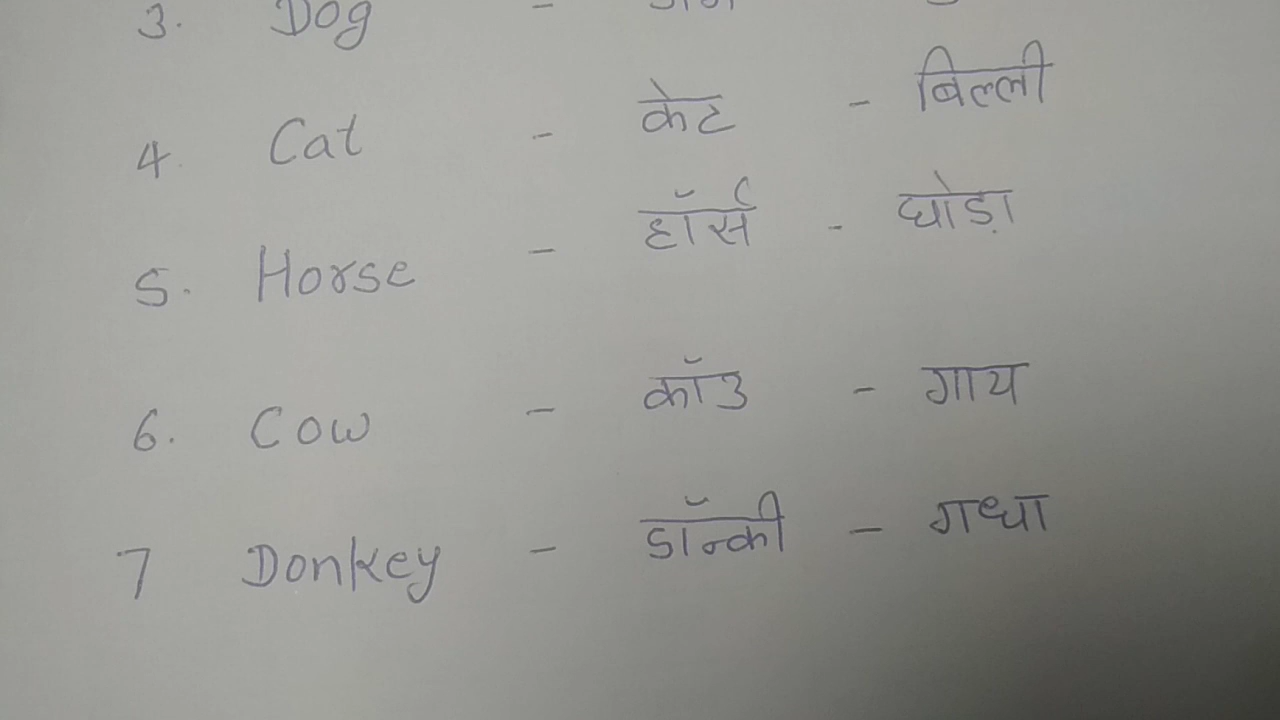 3. Dog -
4. Cat - केट - बिल्ली
5. Horse - हॉर्स - घोड़ा
6. Cow - कॉउ - गाय
7 Donkey - डॉन्की - गधा